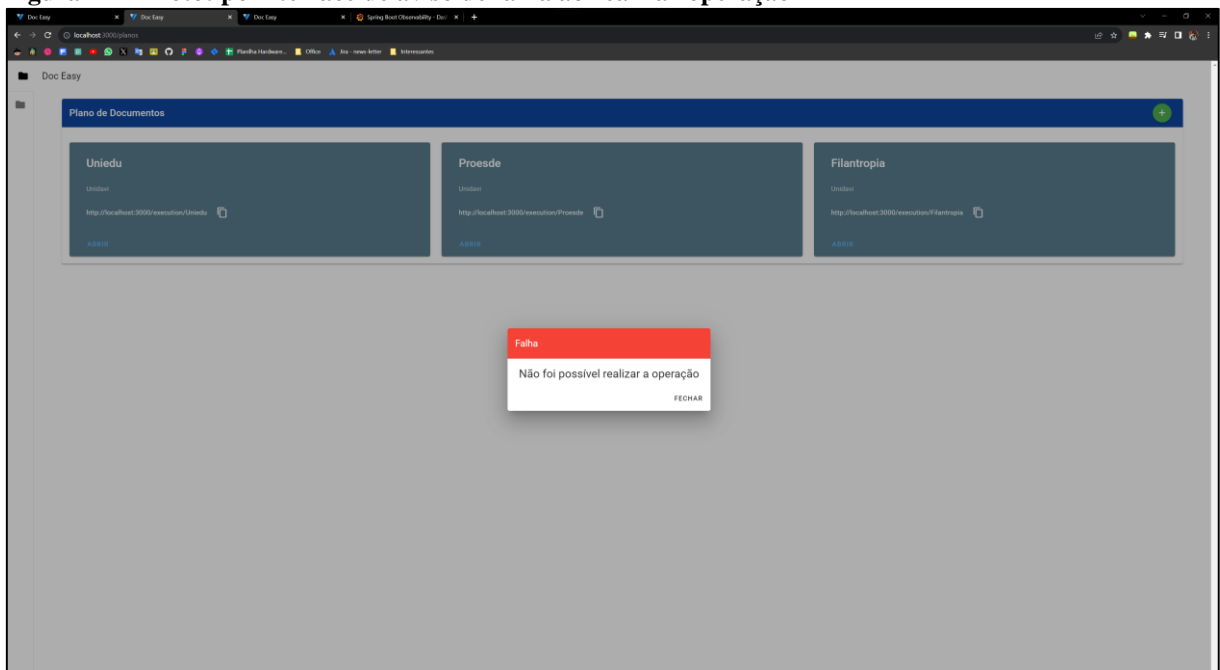 Doc Easy
Doc Easy
Doc Easy
Spring Boot Observability - Das
localhost:3000/planos
Planilha Hardware...
Office
Jira - news-letter
Interessantes
Doc Easy
Plano de Documentos
Uniedu
Unidavi
http://localhost:3000/execution/Uniedu
ABRIR
Proesde
Unidavi
http://localhost:3000/execution/Proesde
ABRIR
Filantropia
Unidavi
http://localhost:3000/execution/Filantropia
ABRIR
Falha
Não foi possível realizar a operação
FECHAR